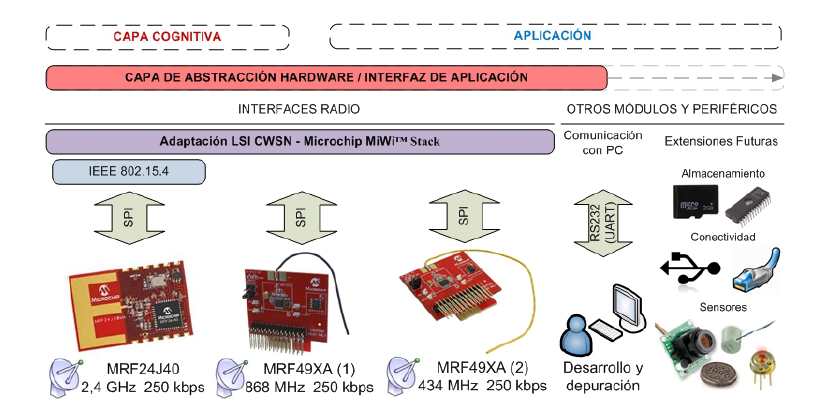 CAPA COGNITIVA
APLICACIÓN
CAPA DE ABSTRACCIÓN HARDWARE / INTERFAZ DE APLICACIÓN
INTERFACES RADIO
OTROS MÓDULOS Y PERIFÉRICOS
Adaptación LSI CWSN - Microchip MiWi™ Stack
Comunicación
con PC
Extensiones Futuras
IEEE 802.15.4
Almacenamiento
SPI
SPI
SPI
RS232
(UART)
Conectividad
Sensores
MICROCHIP
MRF24J40
2,4 GHz 250 kbps
MRF49XA (1)
868 MHz 250 kbps
MRF49XA (2)
434 MHz 250 kbps
Desarrollo y
depuración